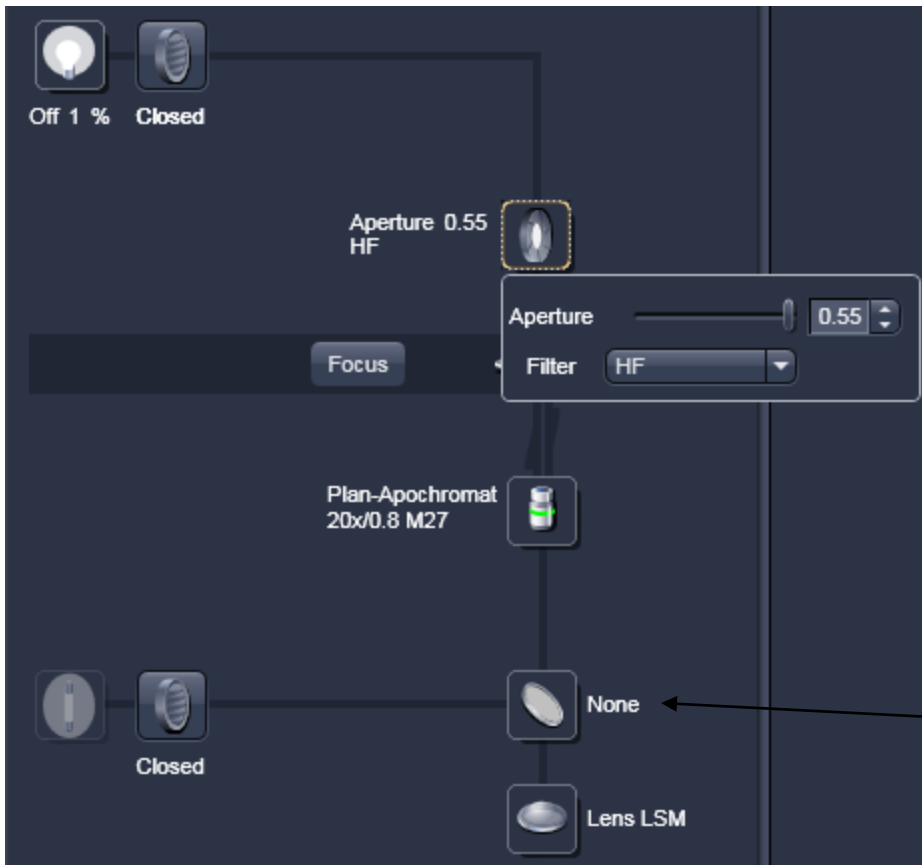 Off 1 %
Closed
Aperture 0.55
HF
Aperture
0.55
Filter
HF
Focus
Plan-Apochromat
20x/0.8 M27
None
Closed
Lens LSM